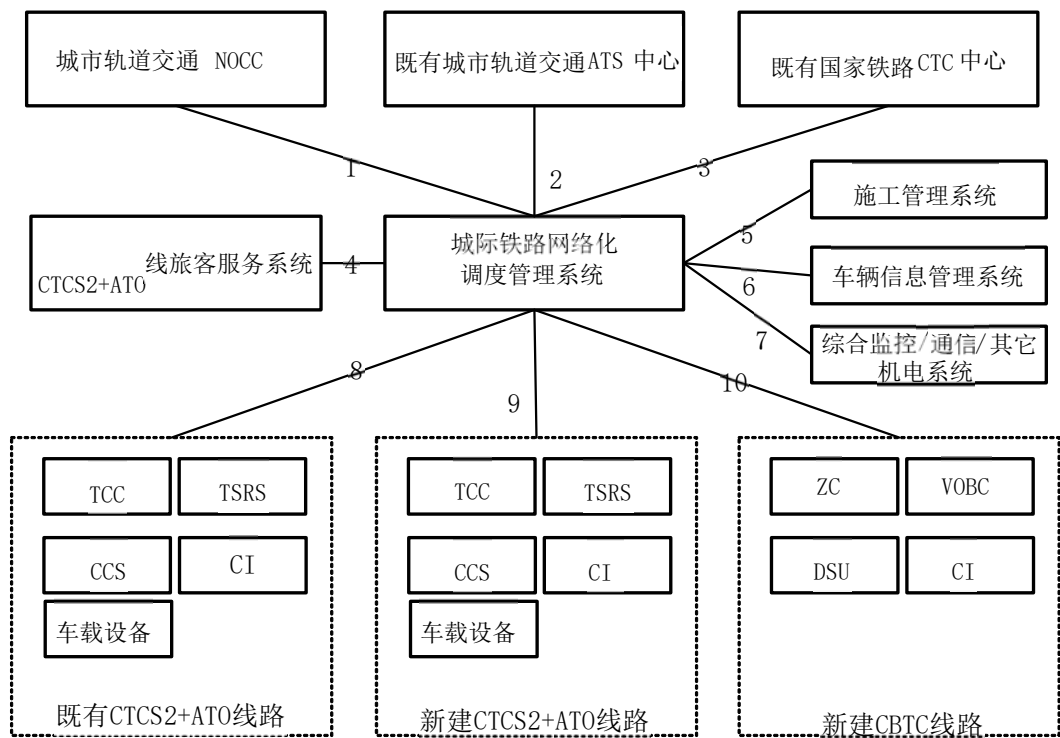 城市轨道交通 NOCC
既有城市轨道交通ATS 中心
既有国家铁路CTC 中心
1
2
3
施工管理系统
CTCS2+ATO线旅客服务系统
4
城际铁路网络化
调度管理系统
5
6
车辆信息管理系统
7
综合监控/通信/其它
机电系统
8
9
10
TCC
TSRS
TCC
TSRS
ZC
VOBC
CCS
CI
CCS
CI
DSU
CI
车载设备
车载设备
既有CTCS2+ATO线路
新建CTCS2+ATO线路
新建CBTC线路